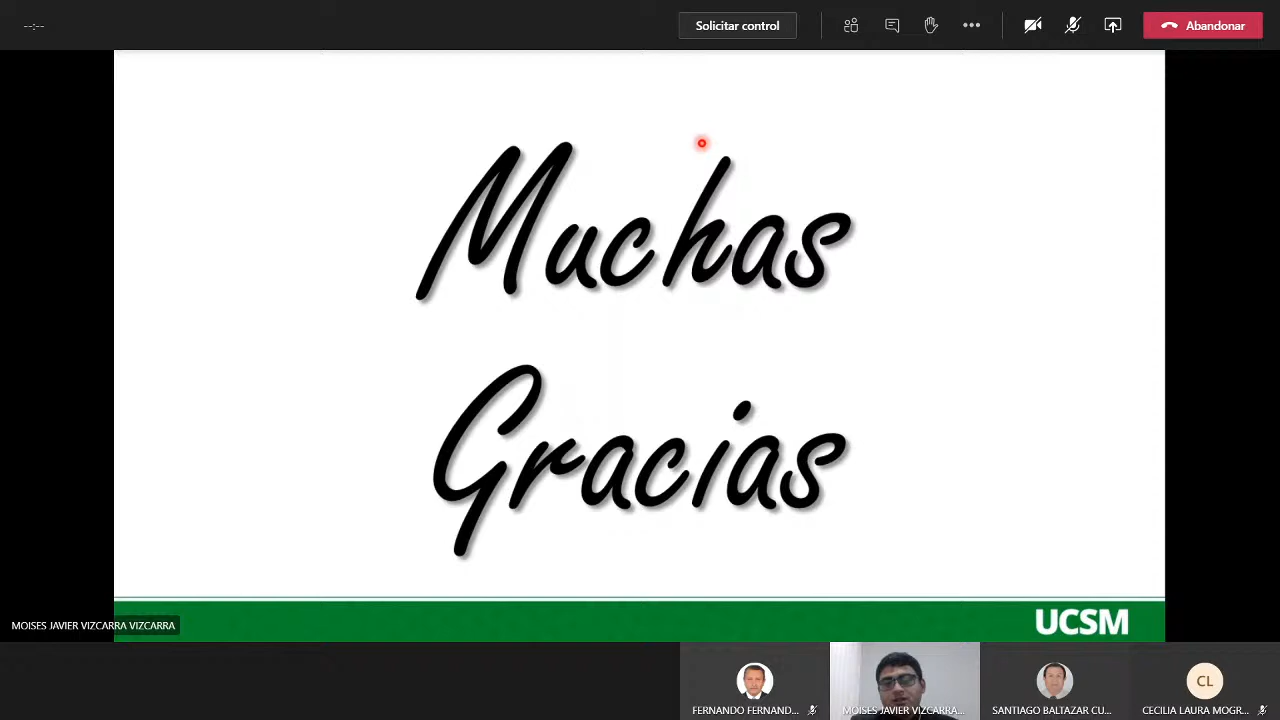 --:--
Solicitar control
Abandonar
Muchas
Gracias
MOISES JAVIER VIZCARRA VIZCARRA
UCSM
FERNANDO FERNAND...
MOISES JAVIER VIZCARRA...
SANTIAGO BALTAZAR CU...
CL
CECILIA LAURA MOGR...